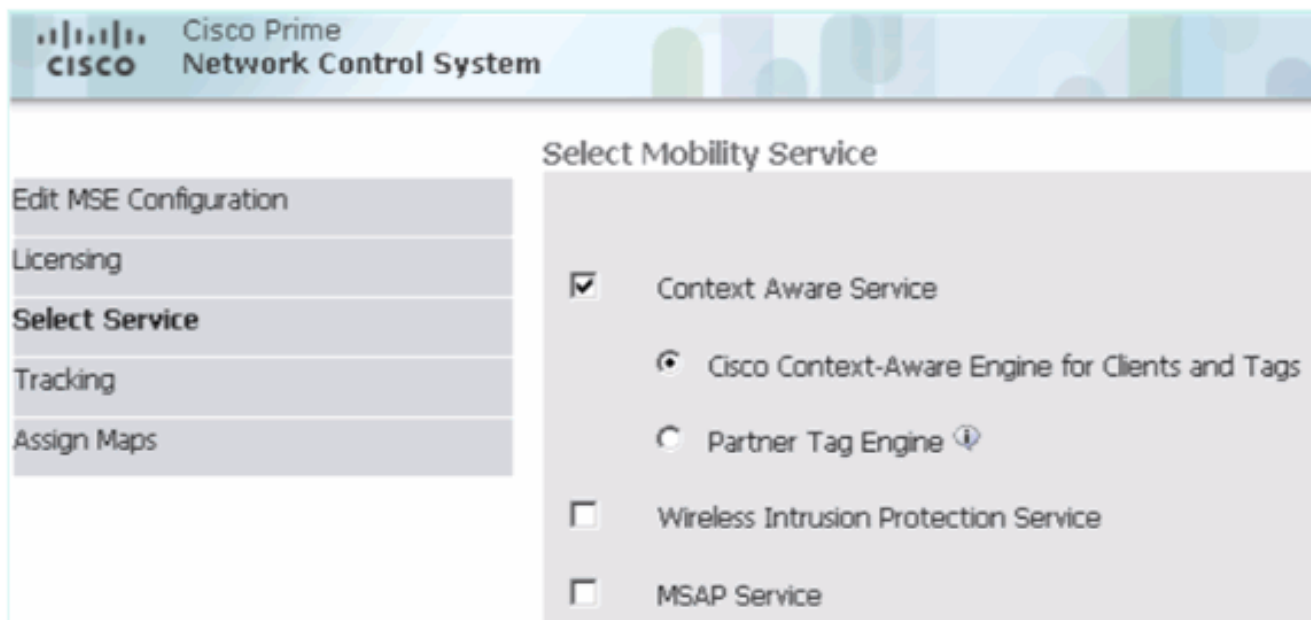 CISCO
Cisco Prime
Network Control System
Edit MSE Configuration
Licensing
Select Service
Tracking
Assign Maps
Select Mobility Service
Context Aware Service
Cisco Context-Aware Engine for Clients and Tags
Partner Tag Engine
Wireless Intrusion Protection Service
MSAP Service